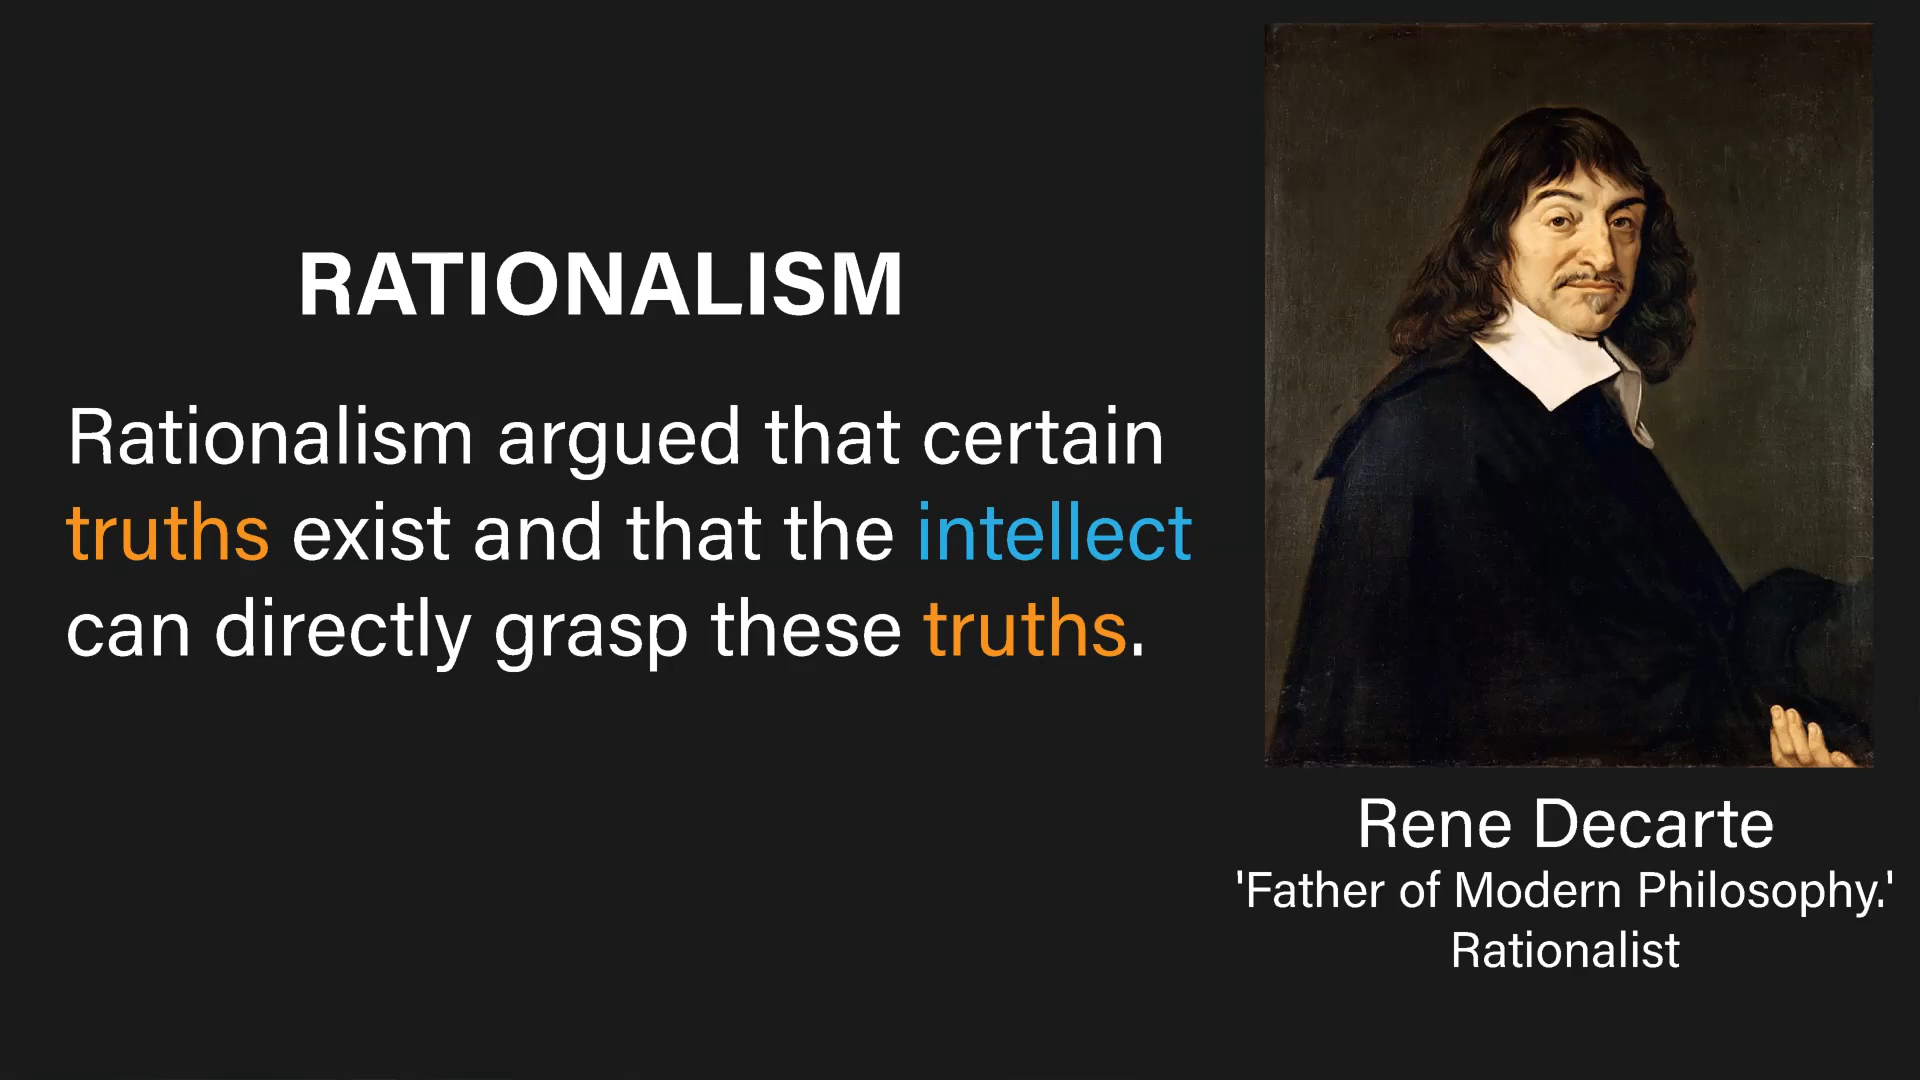 RATIONALISM
Rationalism argued that certain
truths exist and that the intellect
can directly grasp these truths.
Rene Decarte
'Father of Modern Philosophy.'
Rationalist